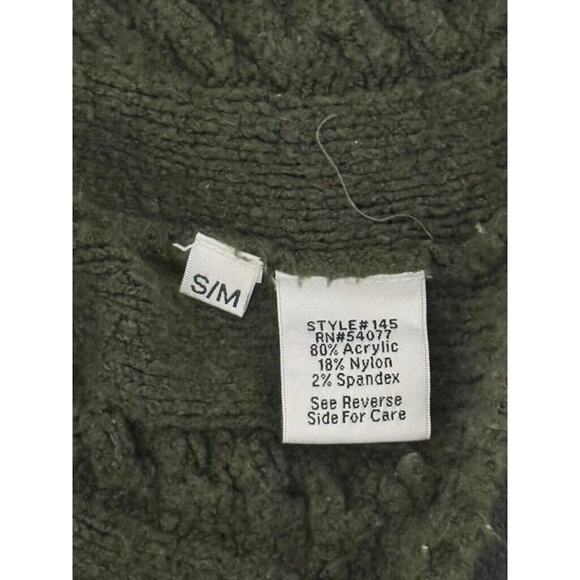 S/M
STYLE#145
RN#54077
80% Acrylic
18% Nylon
2% Spandex
See Reverse
Side For Care